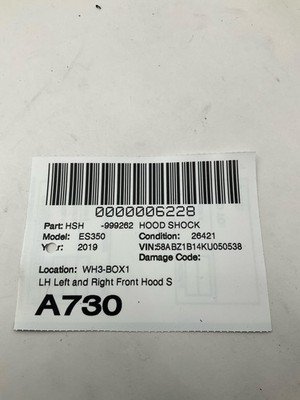 0000006228
Part: HSH -999262 HOOD SHOCK
Model: ES350 Condition: 26421
Year: 2019 VIN:58ABZ1B14KU050538
Damage Code:
Location: WH3-BOX1
LH Left and Right Front Hood S
A730